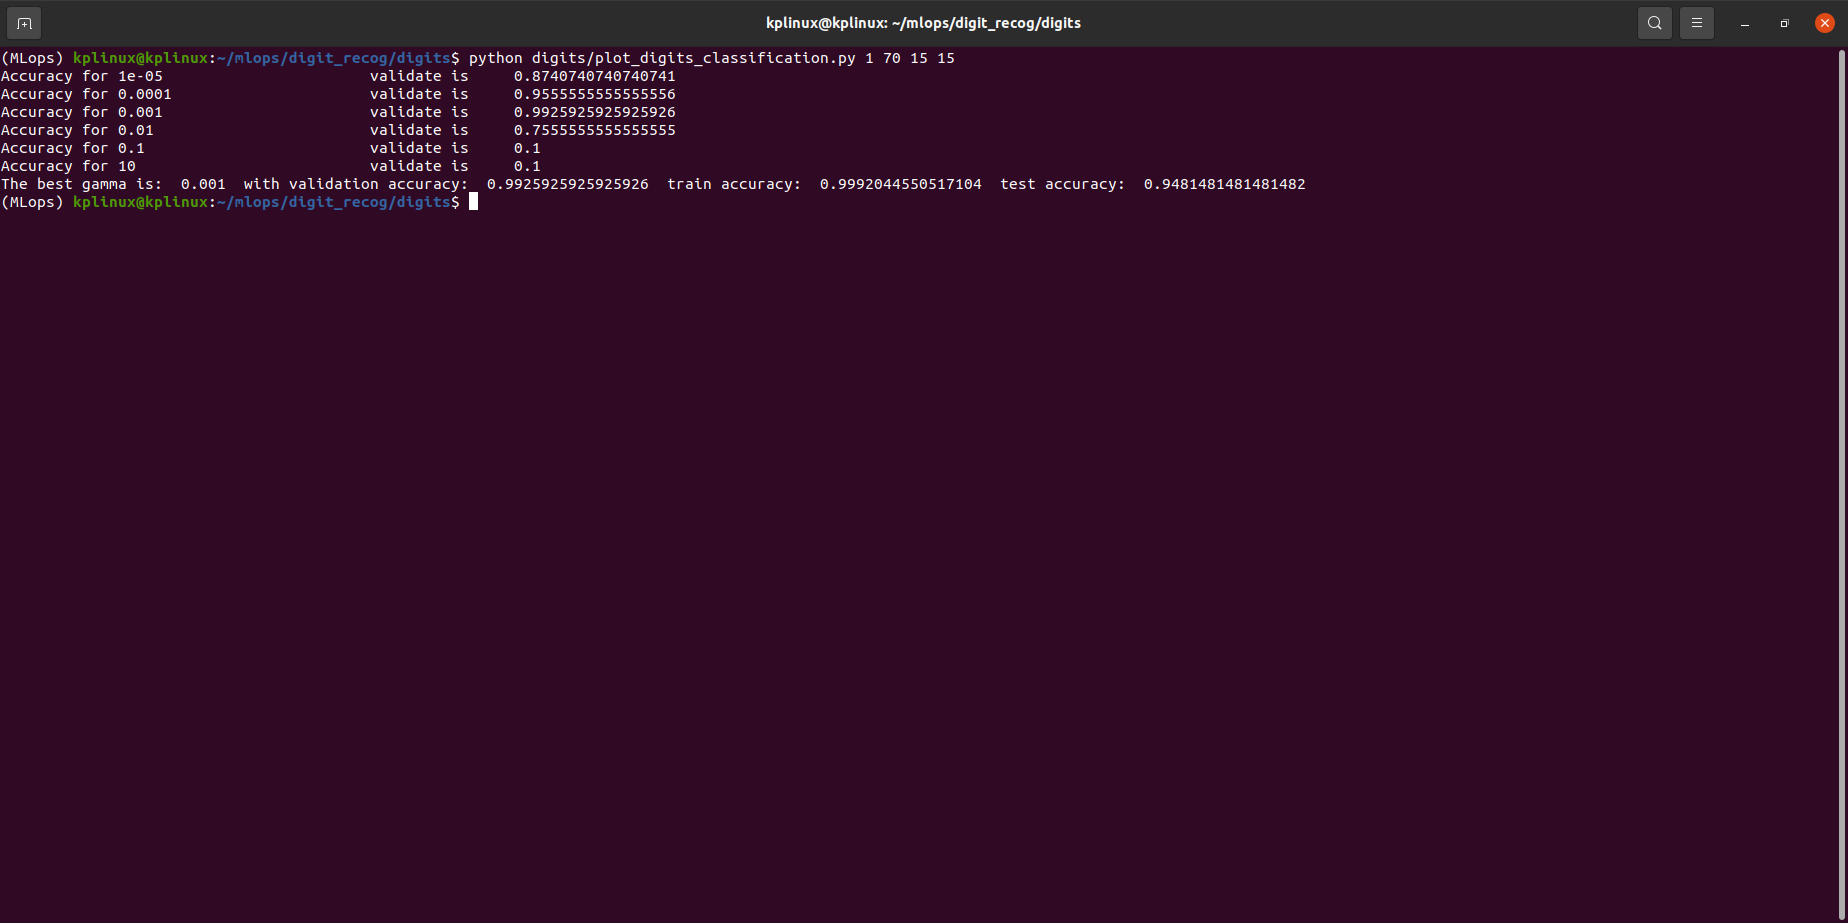 kplinux@kplinux: ~/mlops/digit_recog/digits
(MLops) kplinux@kplinux:~/mlops/digit_recog/digits$ python digits/plot_digits_classification.py 1 70 15 15
Accuracy for 1e-05 validate is 0.8740740740740741
Accuracy for 0.0001 validate is 0.9555555555555556
Accuracy for 0.001 validate is 0.9925925925925926
Accuracy for 0.01 validate is 0.7555555555555555
Accuracy for 0.1 validate is 0.1
Accuracy for 10 validate is 0.1
The best gamma is: 0.001 with validation accuracy: 0.9925925925925926 train accuracy: 0.9992044550517104 test accuracy: 0.9481481481481482
(MLops) kplinux@kplinux:~/mlops/digit_recog/digits$